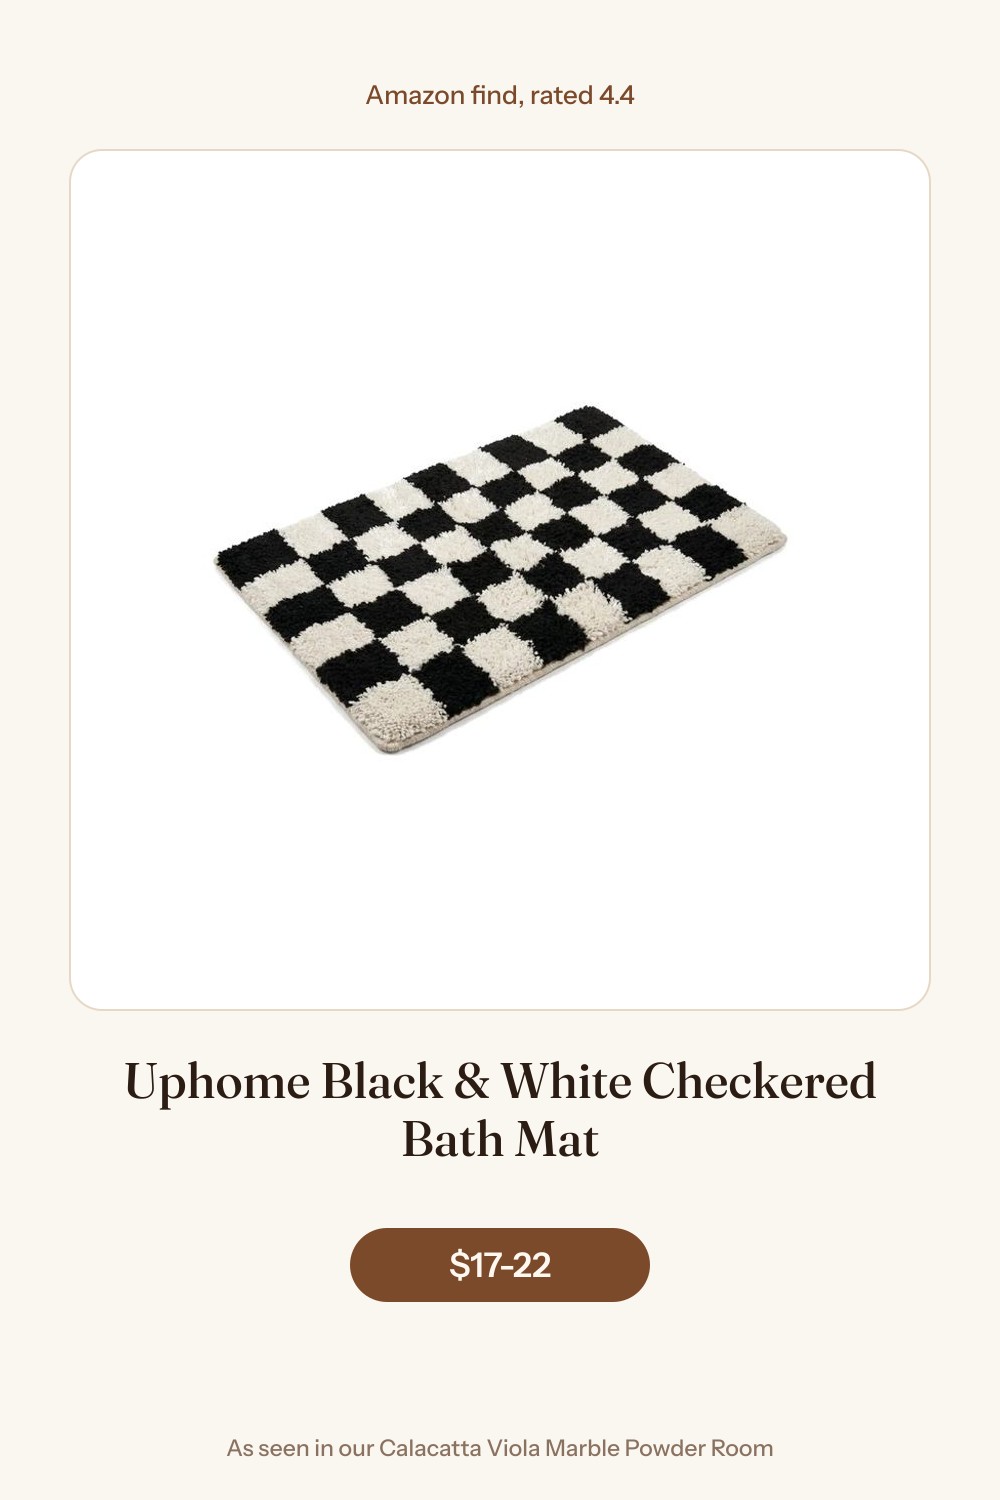 Amazon find, rated 4.4
Uphome Black & White Checkered
Bath Mat
$17-22
As seen in our Calacatta Viola Marble Powder Room